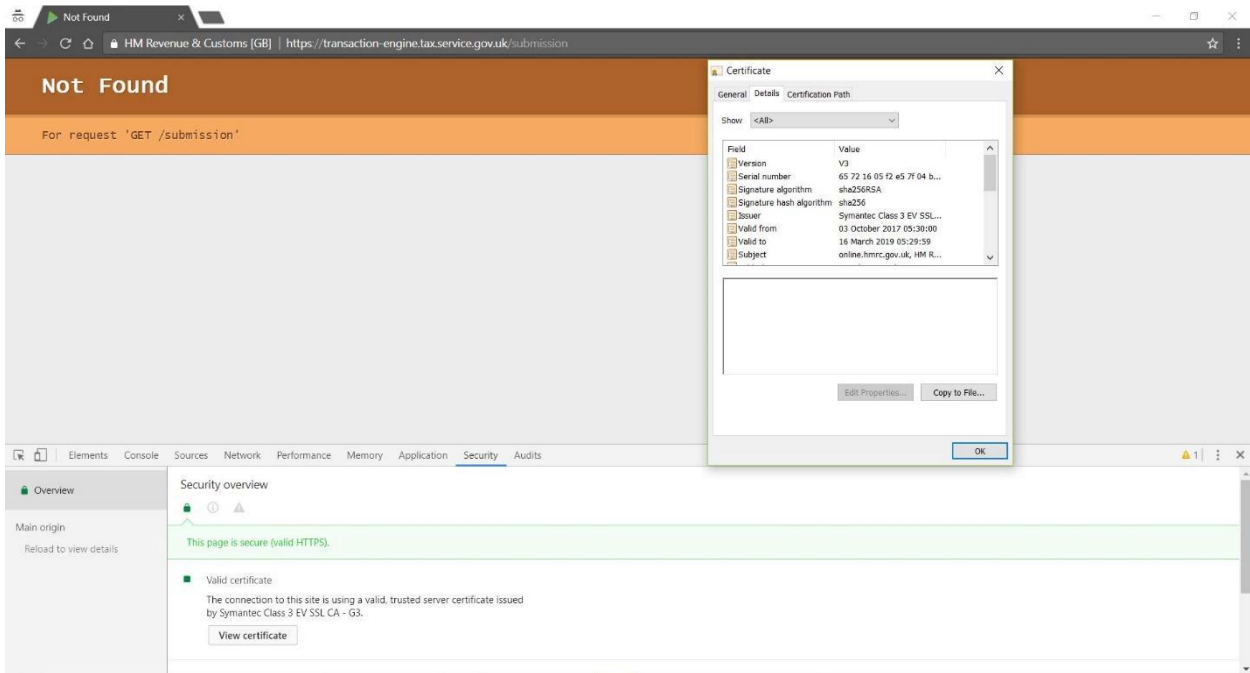 Not Found
HM Revenue & Customs [GB] | https://transaction-engine.tax.service.gov.uk/submission
Not Found
For request 'GET /submission'
Certificate
General Details Certification Path
Show <All>
Field Value
Version V3
Serial number 65 72 16 05 f2 e5 7f 04 b...
Signature algorithm sha256RSA
Signature hash algorithm sha256
Issuer Symantec Class 3 EV SSL...
Valid from 03 October 2017 05:30:00
Valid to 16 March 2019 05:29:59
Subject online.hmrc.gov.uk, HM R...
Edit Properties... Copy to File...
OK
Elements Console Sources Network Performance Memory Application Security Audits 1
Overview
Main origin
Reload to view details
Security overview
This page is secure (valid HTTPS).
Valid certificate
The connection to this site is using a valid, trusted server certificate issued
by Symantec Class 3 EV SSL CA - G3.
View certificate